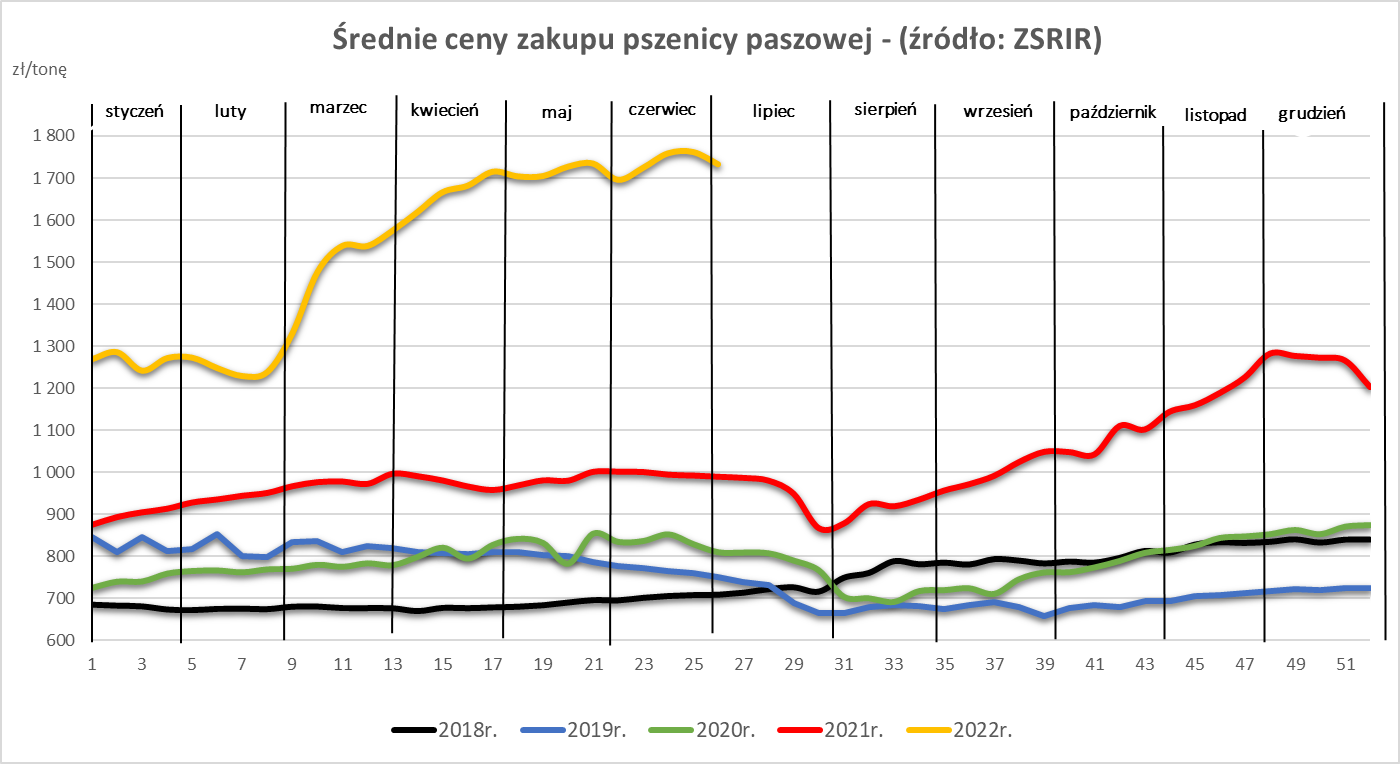 Średnie ceny zakupu pszenicy paszowej - (źródło: ZSRIR)
zł/tonę
styczeń luty marzec kwiecień maj czerwiec lipiec sierpień wrzesień październik listopad grudzień
1 800
1 700
1 600
1 500
1 400
1 300
1 200
1 100
1 000
900
800
700
600
1 3 5 7 9 11 13 15 17 19 21 23 25 27 29 31 33 35 37 39 41 43 45 47 49 51
2018r. 2019r. 2020r. 2021r. 2022r.